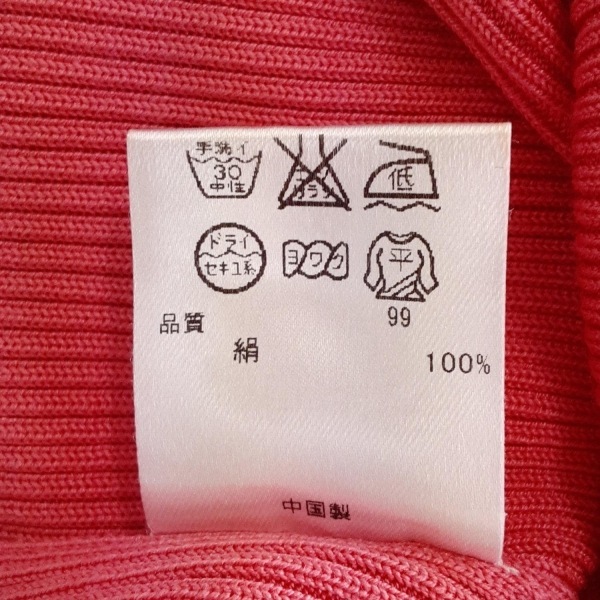 手洗イ
30
中性
エンソ
サラシ
低
ドライ
セキユ系
ヨワク
平
品質
99
絹
100%
中国製